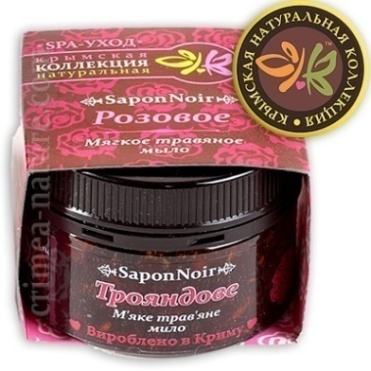 SPA-УХОД
КРЫМСКАЯ
КОЛЛЕКЦИЯ
натуральная
SaponNoir
Розовое
Мягкое травяное
мыло
SaponNoir
Трояндове
М'яке трав'яне
мило
Вироблено в Криму
КРЫМСКАЯ НАТУРАЛЬНАЯ КОЛЛЕКЦИЯ
TM